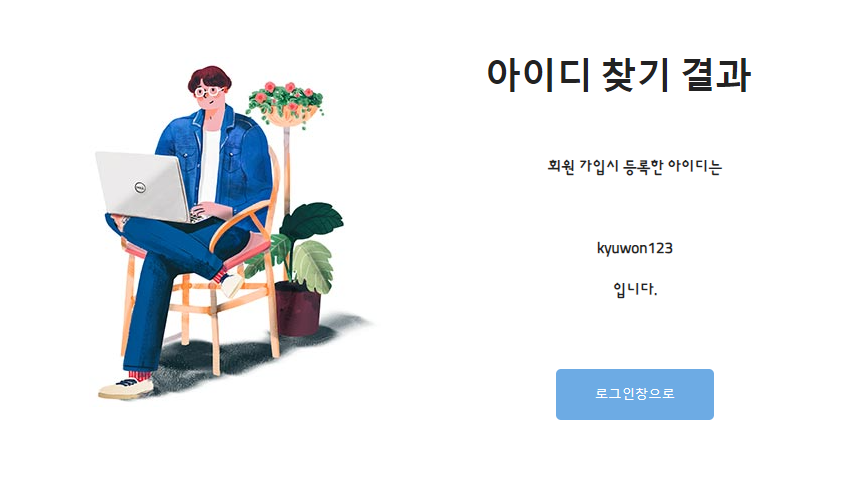 아이디 찾기 결과
회원 가입시 등록한 아이디는
kyuwon123
입니다.
로그인창으로
DELL